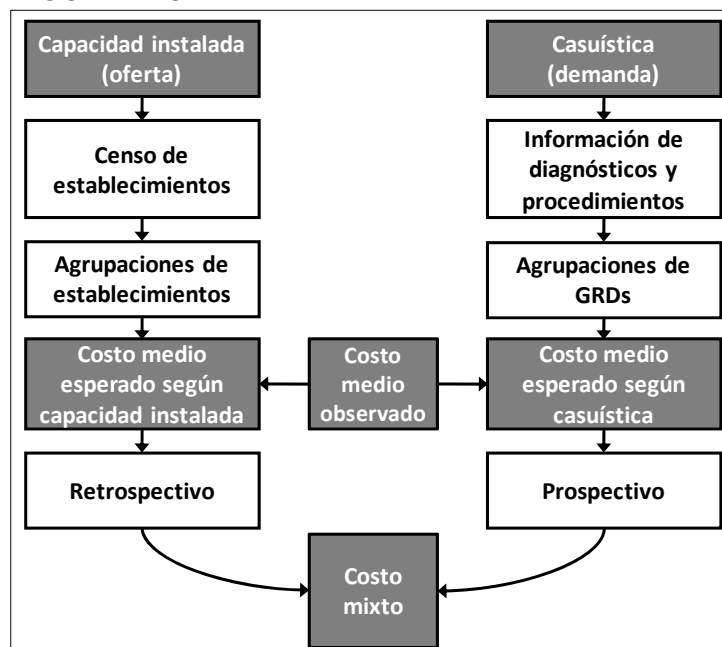 Capacidad instalada
(oferta)
Casuística
(demanda)
Censo de
establecimientos
Información de
diagnósticos y
procedimientos
Agrupaciones de
establecimientos
Agrupaciones de
GRDs
Costo medio
esperado según
capacidad instalada
Costo
medio
observado
Costo medio
esperado según
casuística
Retrospectivo
Prospectivo
Costo
mixto